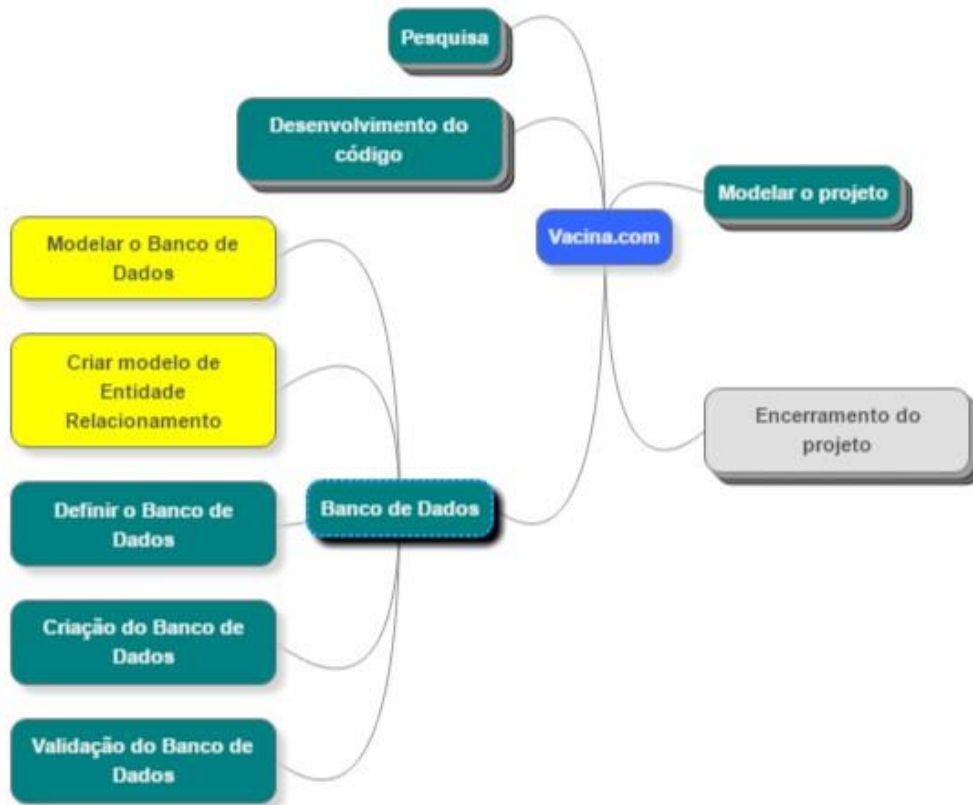 Pesquisa
Desenvolvimento do
código
Modelar o projeto
Vacina.com
Modelar o Banco de
Dados
Criar modelo de
Entidade
Relacionamento
Encerramento do
projeto
Definir o Banco de
Dados
Banco de Dados
Criação do Banco de
Dados
Validação do Banco de
Dados